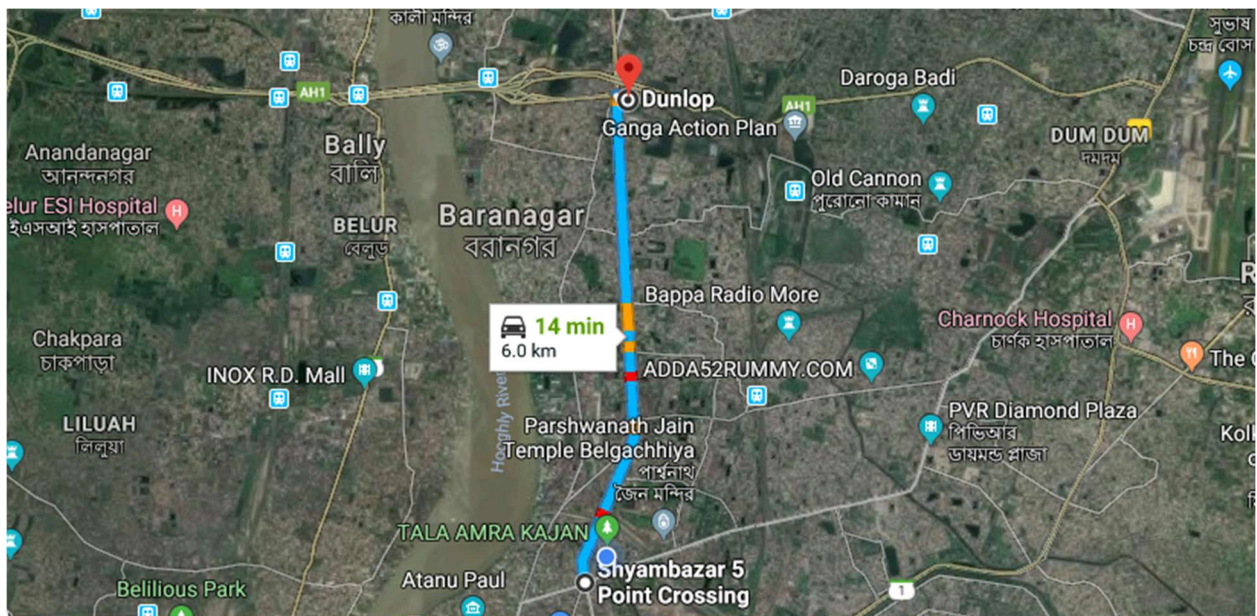 কালী মন্দির
সুভাষ
চন্দ্র বোস
AH1
Dunlop
Daroga Badi
AH1
Ganga Action Plan
DUM DUM
দমদম
Bally
বালি
Anandanagar
আনন্দনগর
Old Cannon
পুরোনো কামান
elur ESI Hospital
ইএসআই হাসপাতাল
BELUR
বেলুড়
Baranagar
বরানগর
Bappa Radio More
14 min
6.0 km
Charnock Hospital
চার্ণক হাসপাতাল
Chakpara
চাকপাড়া
INOX R.D. Mall
ADDA52RUMMY.COM
The
Hooghly River
LILUAH
লিলুয়া
Parshwanath Jain
Temple Belgachhiya
পার্শ্বনাথ
জৈন মন্দির
PVR Diamond Plaza
পিভিআর
ডায়মন্ড প্লাজা
Kol
TALA AMRA KAJAN
Atanu Paul
Shyambazar 5
Point Crossing
Belilious Park
1